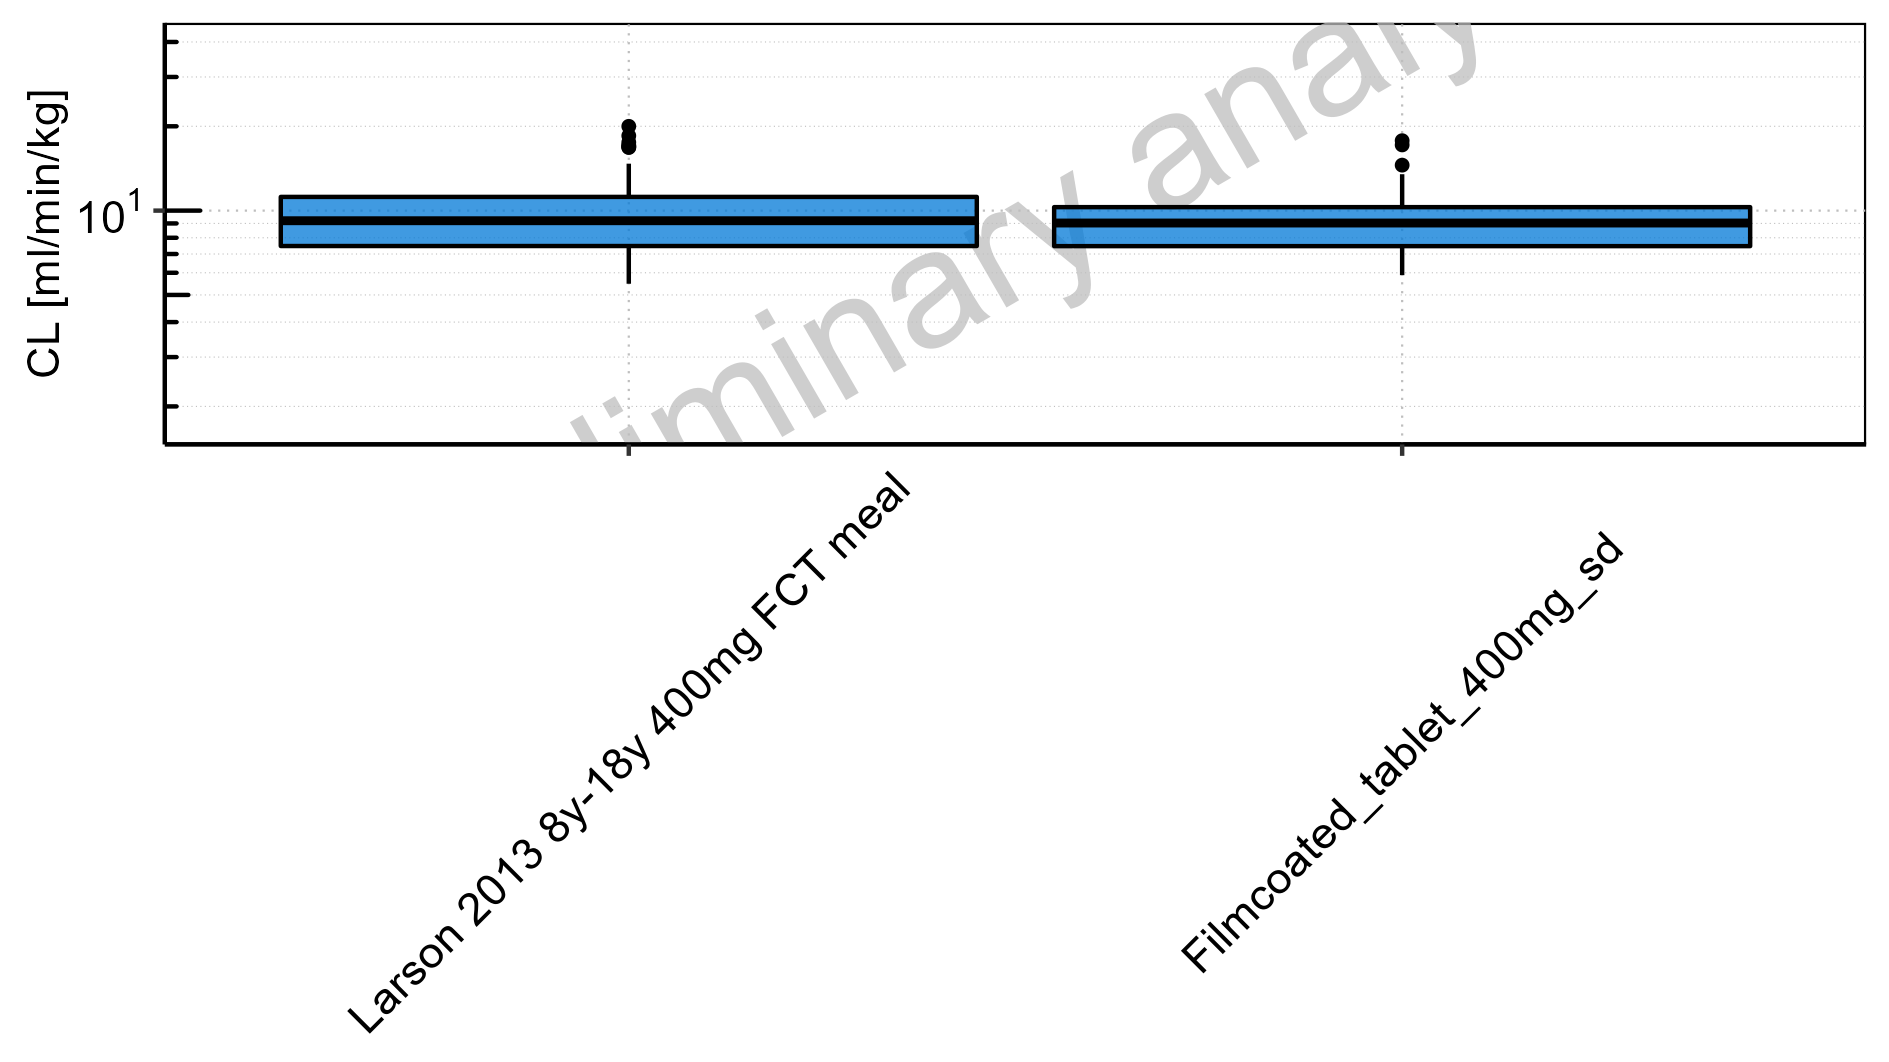 CL [ml/min/kg]
10¹
liminary analy
Larson 2013 8y-18y 400mg FCT meal
Filmcoated_tablet_400mg_sd